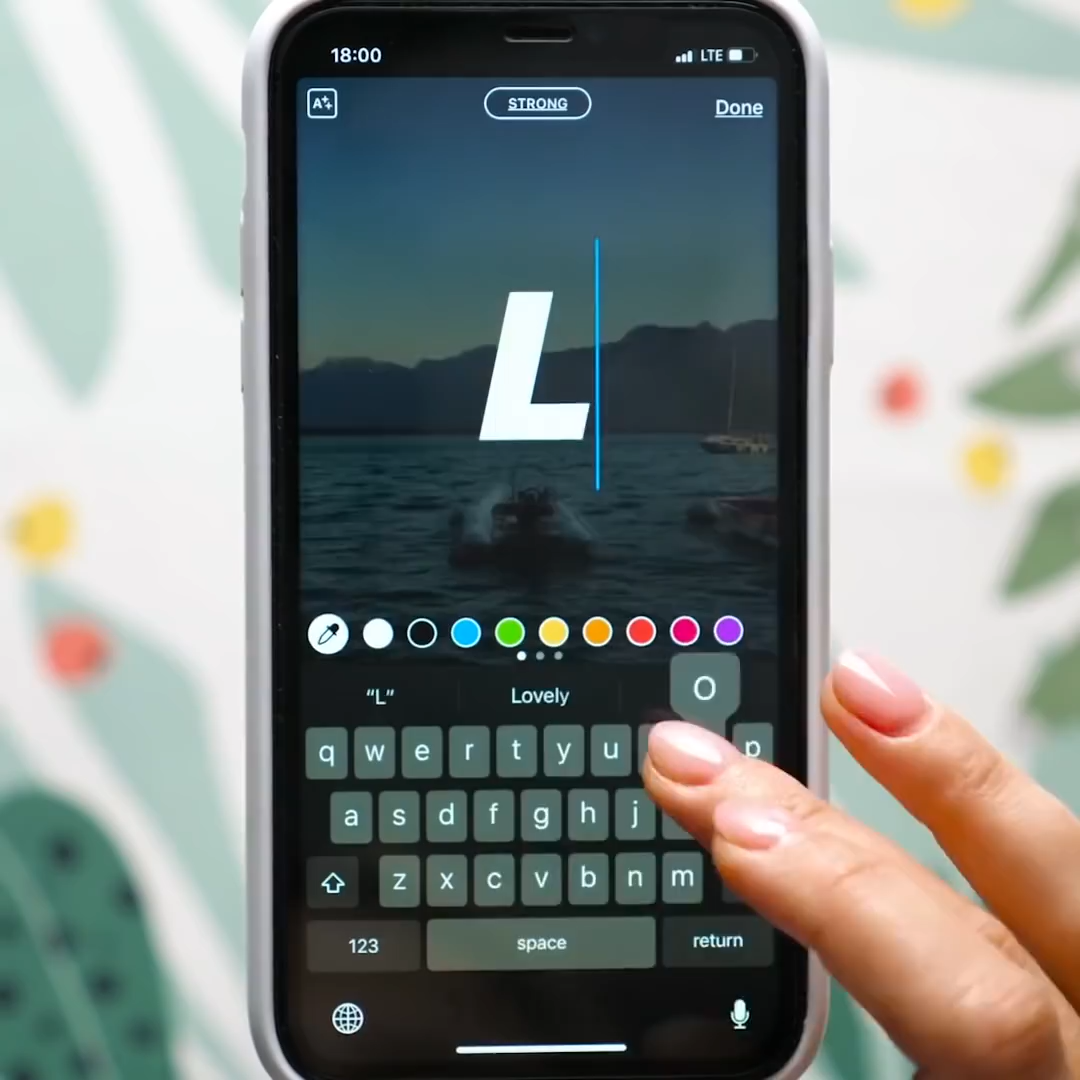 18:00 LTE
A STRONG Done
L
"L" Lovely O
q w e r t y u p
a s d f g h j
z x c v b n m
123 space return